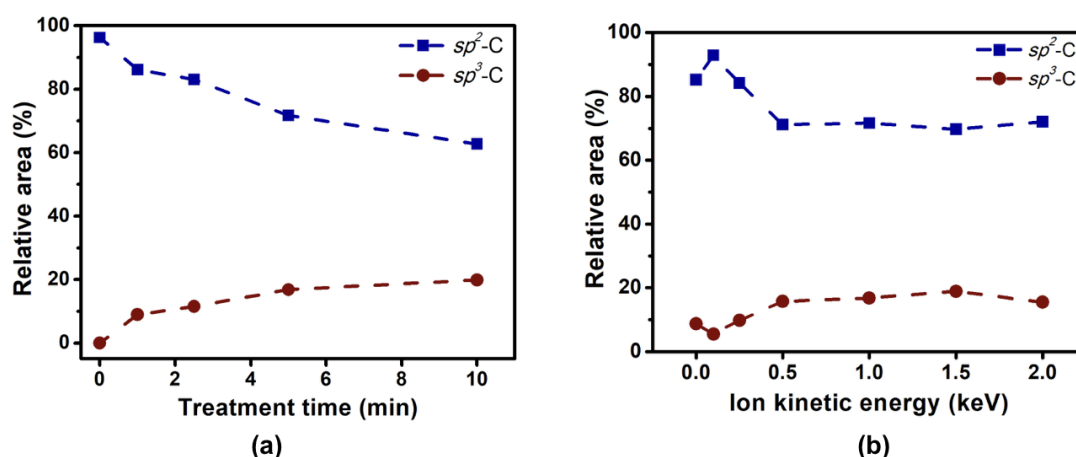 100
80
60
40
20
0
Relative area (%)
sp²-C
sp³-C
0 2 4 6 8 10
Treatment time (min)
(a)
100
80
60
40
20
0
Relative area (%)
sp²-C
sp³-C
0.0 0.5 1.0 1.5 2.0
Ion kinetic energy (keV)
(b)